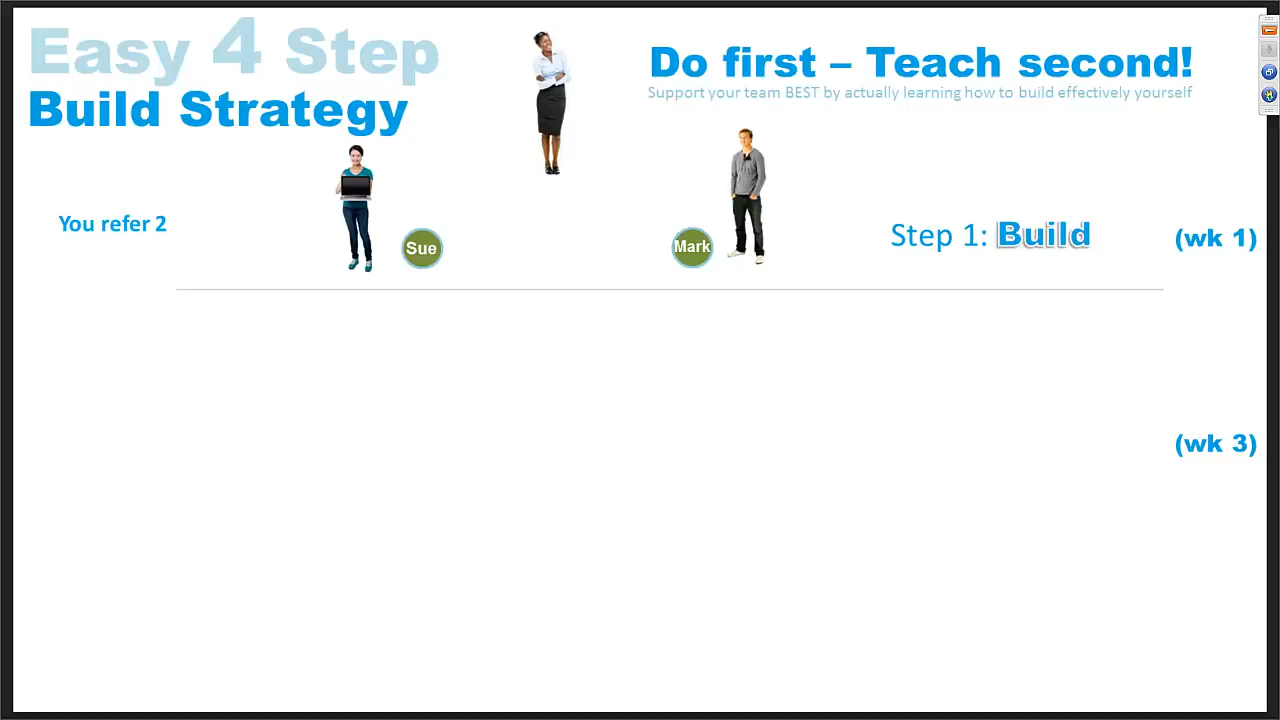 Easy 4 Step
Build Strategy
Do first – Teach second!
Support your team BEST by actually learning how to build effectively yourself
You refer 2
Sue
Mark
Step 1: Build
(wk 1)
(wk 3)